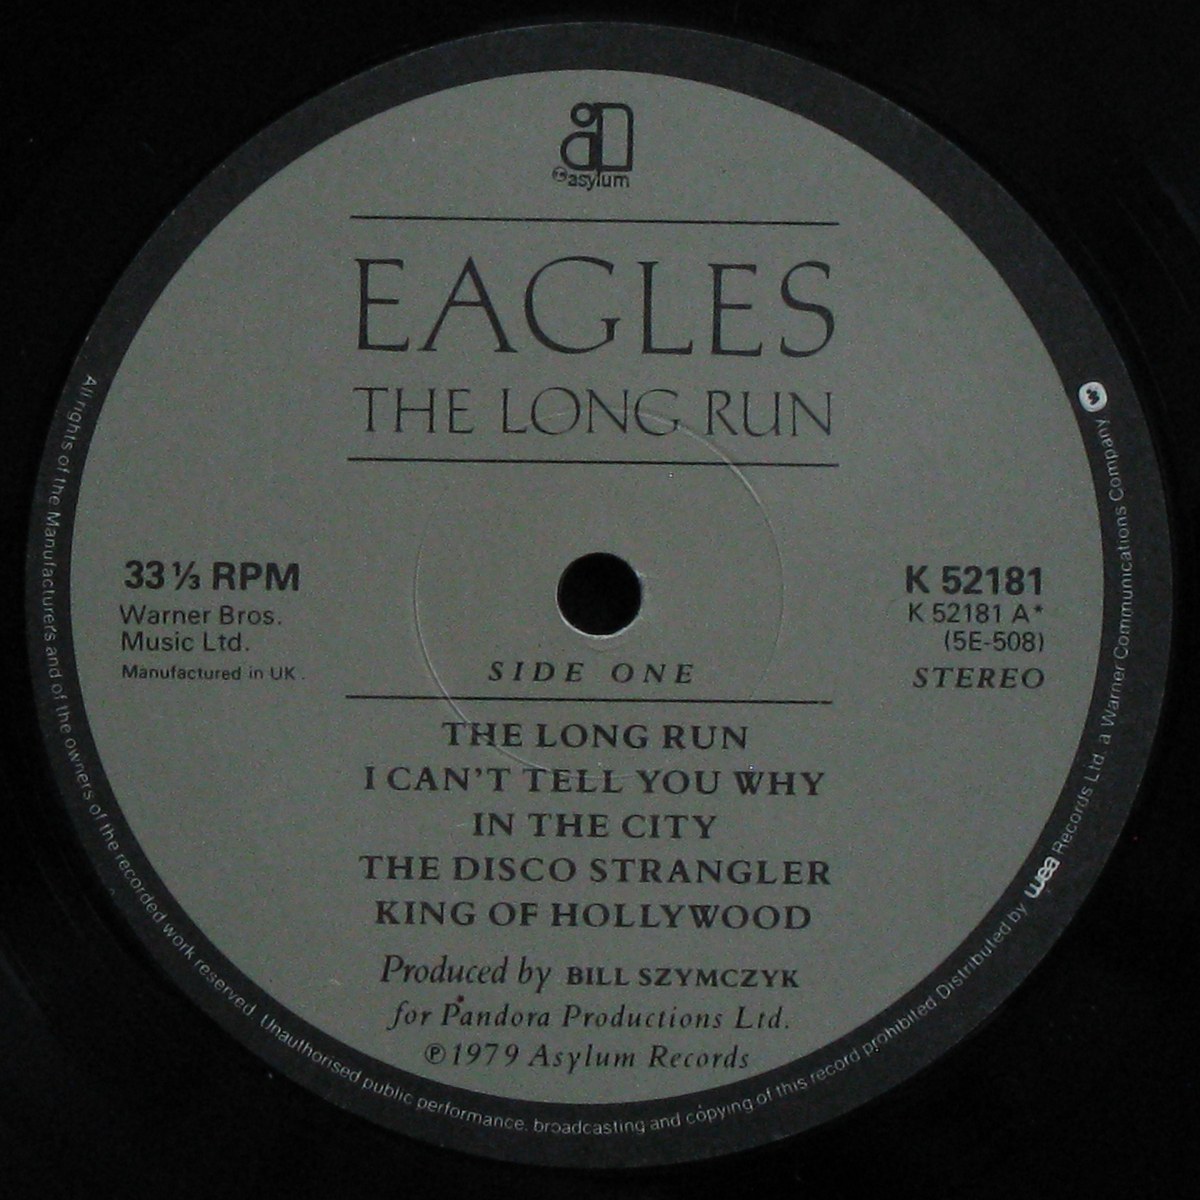 asylum
EAGLES
THE LONG RUN
33⅓ RPM
Warner Bros.
Music Ltd.
Manufactured in UK.
K 52181
K 52181 A*
(5E-508)
STEREO
SIDE ONE
THE LONG RUN
I CAN'T TELL YOU WHY
IN THE CITY
THE DISCO STRANGLER
KING OF HOLLYWOOD
Produced by BILL SZYMCZYK
for Pandora Productions Ltd.
℗1979 Asylum Records
All rights of the Manufacturers and of the owners of the recorded work reserved. Unauthorised public performance, broadcasting and copying of this record prohibited Distributed by wea Records Ltd. a Warner Communications Company